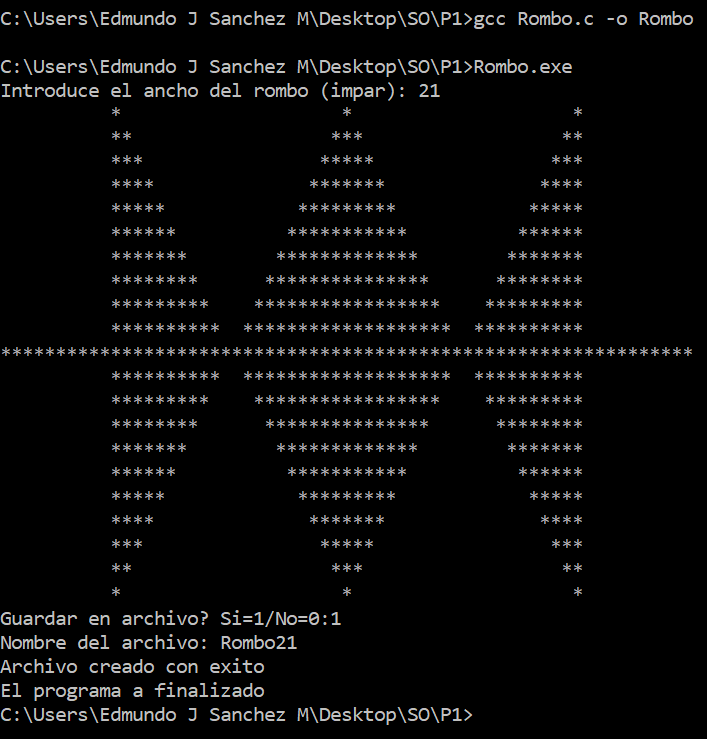 C:\Users\Edmundo J Sanchez M\Desktop\SO\P1>gcc Rombo.c -o Rombo
C:\Users\Edmundo J Sanchez M\Desktop\SO\P1>Rombo.exe
Introduce el ancho del rombo (impar): 21
          *                    *                    *
          **                  ***                  **
          ***                *****                ***
          ****              *******              ****
          *****            *********            *****
          ******          ***********          ******
          *******        *************        *******
          ********      ***************      ********
          *********    *****************    *********
          **********  *******************  **********
***************************************************************
          **********  *******************  **********
          *********    *****************    *********
          ********      ***************      ********
          *******        *************        *******
          ******          ***********          ******
          *****            *********            *****
          ****              *******              ****
          ***                *****                ***
          **                  ***                  **
          *                    *                    *
Guardar en archivo? Si=1/No=0:1
Nombre del archivo: Rombo21
Archivo creado con exito
El programa a finalizado
C:\Users\Edmundo J Sanchez M\Desktop\SO\P1>